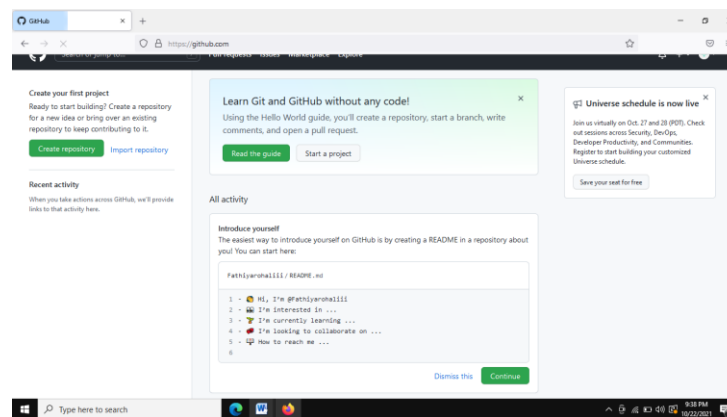 GitHub
https://github.com
Search or jump to...
Pull requests Issues Marketplace Explore
Create your first project
Ready to start building? Create a repository
for a new idea or bring over an existing
repository to keep contributing to it.
Create repository
Import repository
Recent activity
When you take actions across GitHub, we'll provide
links to that activity here.
Learn Git and GitHub without any code!
Using the Hello World guide, you'll create a repository, start a branch, write
comments, and open a pull request.
Read the guide
Start a project
All activity
Introduce yourself
The easiest way to introduce yourself on GitHub is by creating a README in a repository about
you! You can start here:
Fathiyarohaliii / README.md
1 - 👋 Hi, I'm @Fathiyarohaliii
2 - 👀 I'm interested in ...
3 - 🌱 I'm currently learning ...
4 - 💞️ I'm looking to collaborate on ...
5 - 📫 How to reach me ...
6
Dismiss this
Continue
Universe schedule is now live
Join us virtually on Oct. 27 and 28 (PDT). Check
out sessions across Security, DevOps,
Developer Productivity, and Communities.
Register to start building your customized
Universe schedule.
Save your seat for free
Type here to search
9:38 PM
10/22/2021